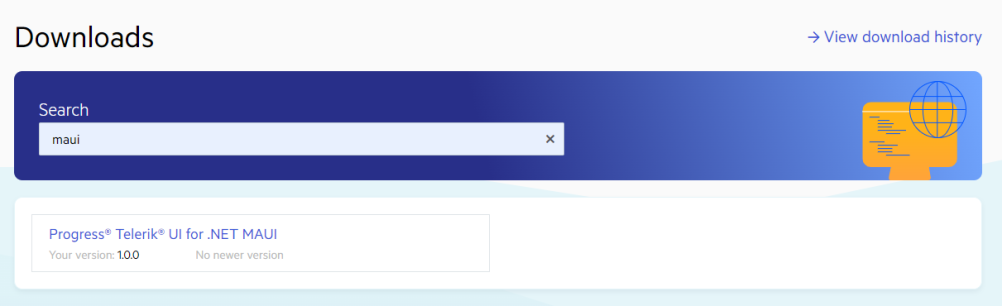 Downloads
→ View download history
Search
maui ×
Progress® Telerik® UI for .NET MAUI
Your version: 1.0.0 No newer version